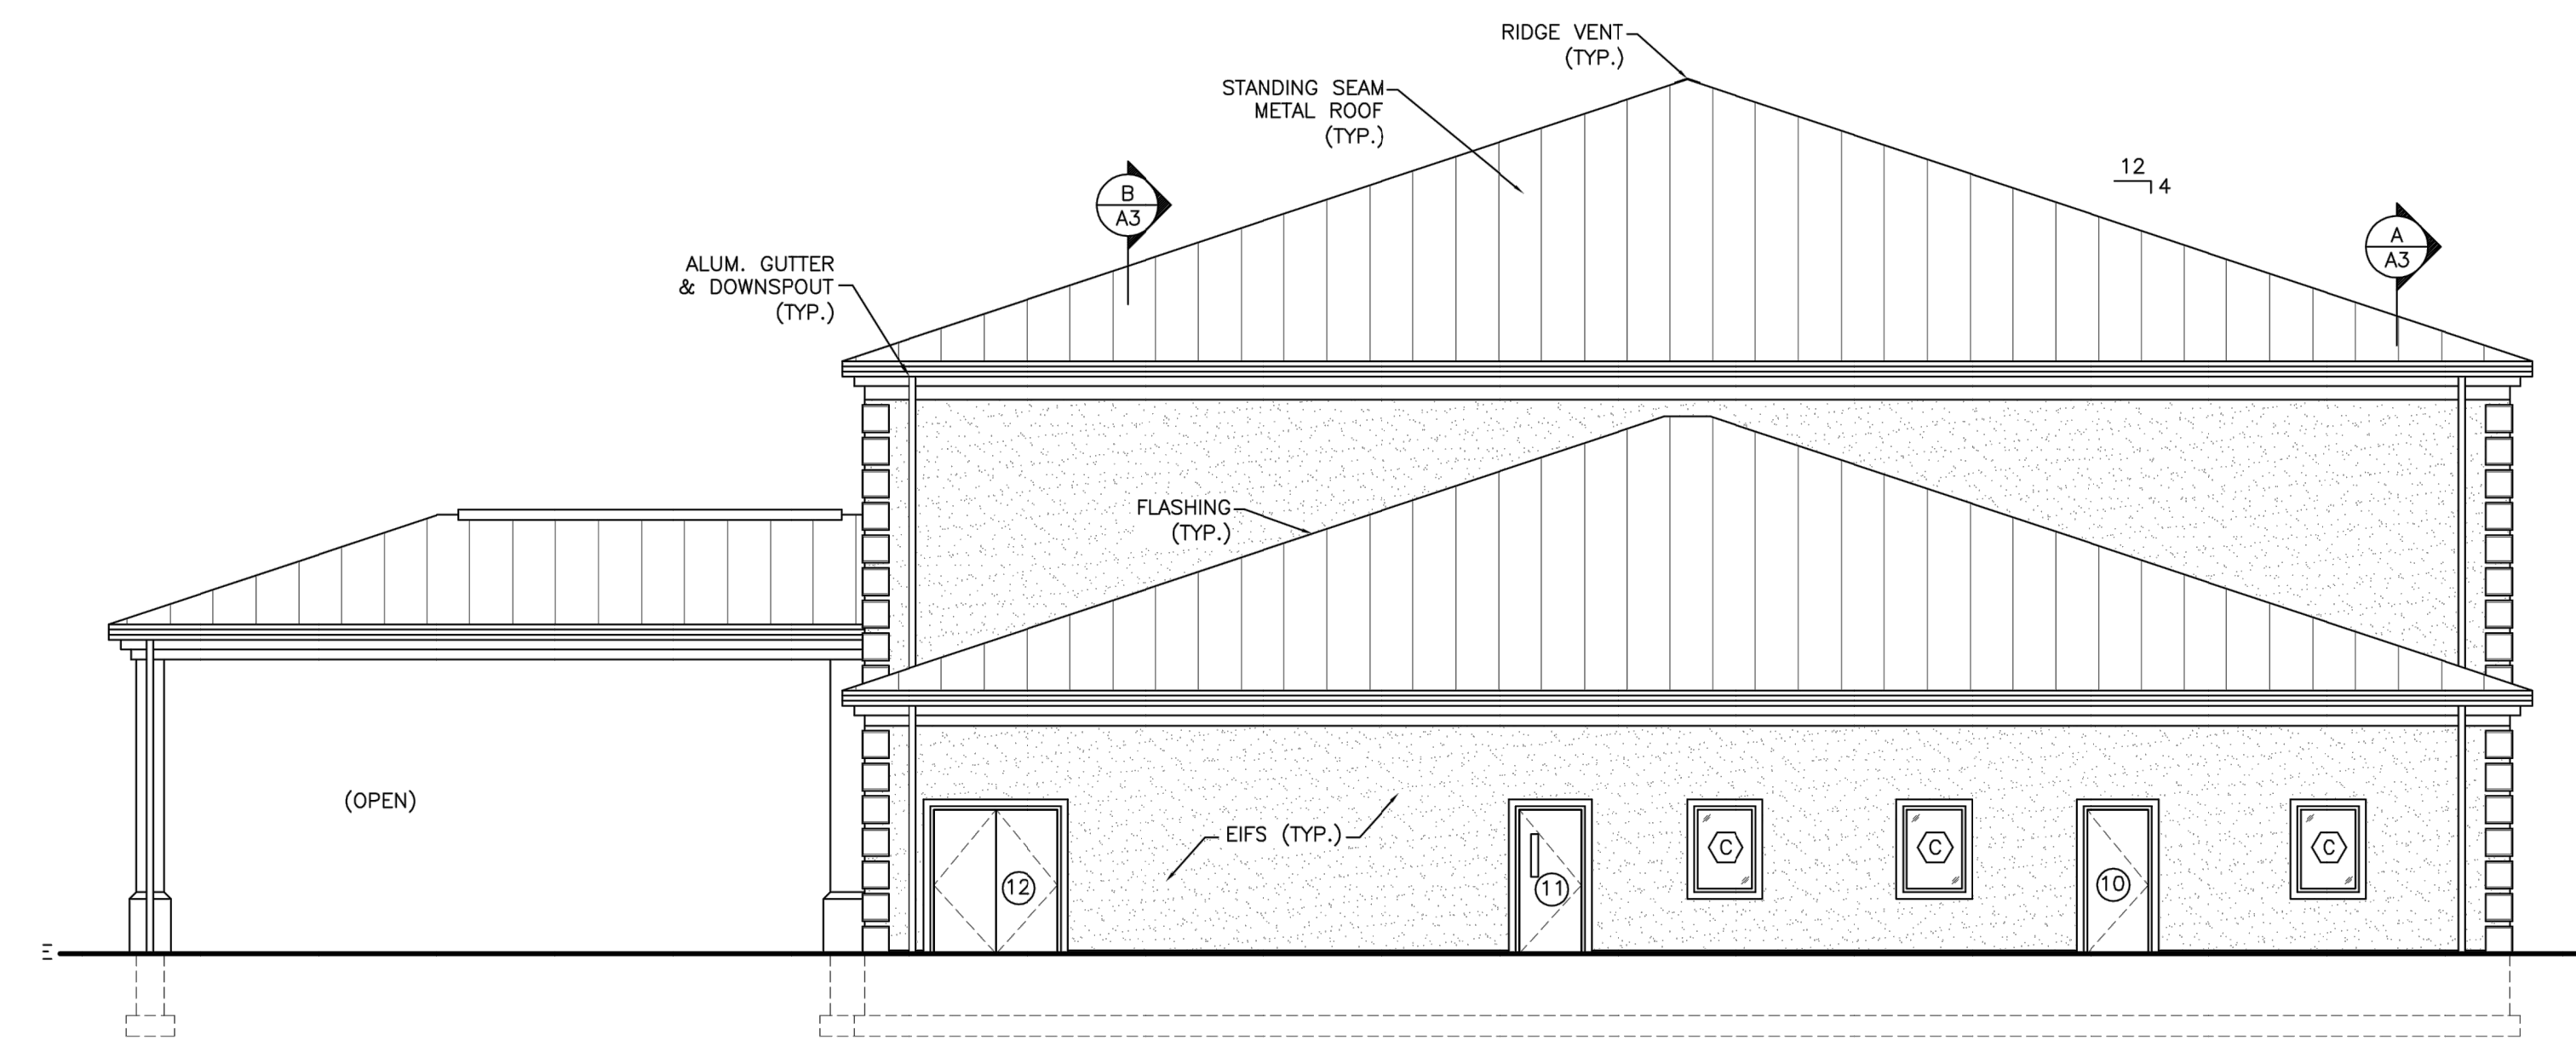 RIDGE VENT
(TYP.)
STANDING SEAM
METAL ROOF
(TYP.)
12
4
B
A3
A
A3
ALUM. GUTTER
& DOWNSPOUT
(TYP.)
FLASHING
(TYP.)
(OPEN)
EIFS (TYP.)
12
11
C
C
10
C